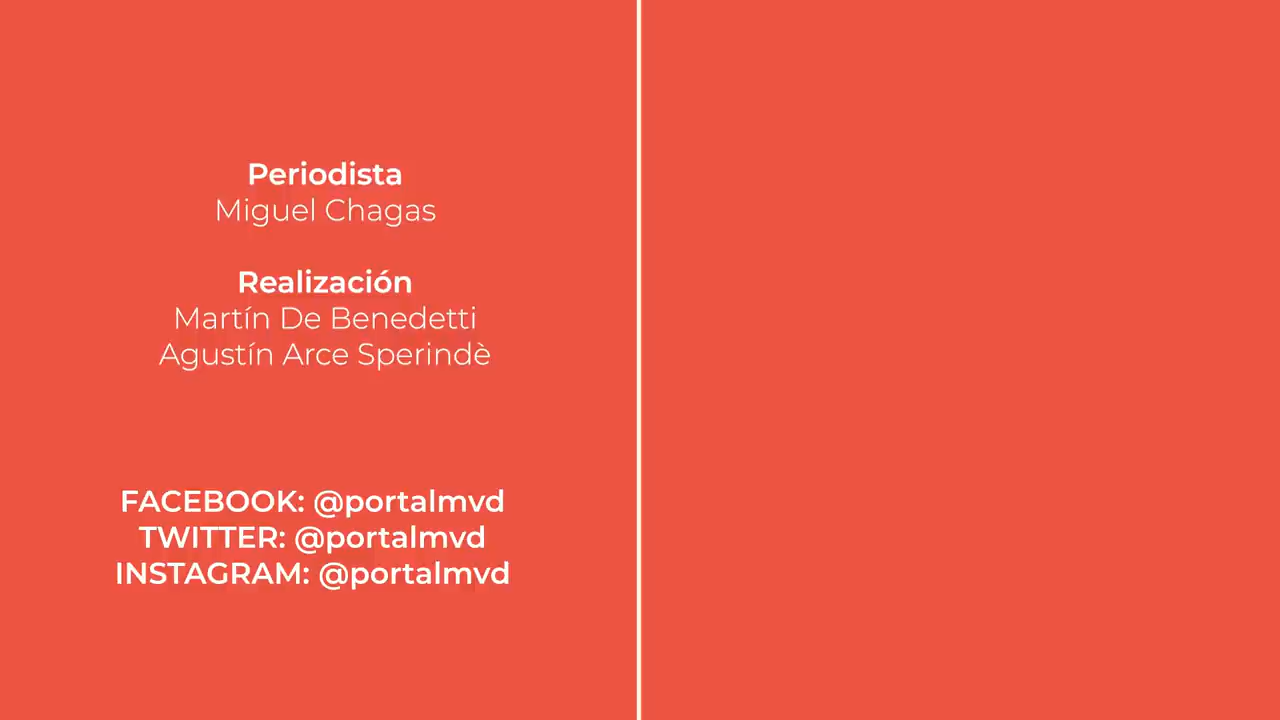 Periodista
Miguel Chagas
Realización
Martín De Benedetti
Agustín Arce Sperindè
FACEBOOK: @portalmvd
TWITTER: @portalmvd
INSTAGRAM: @portalmvd